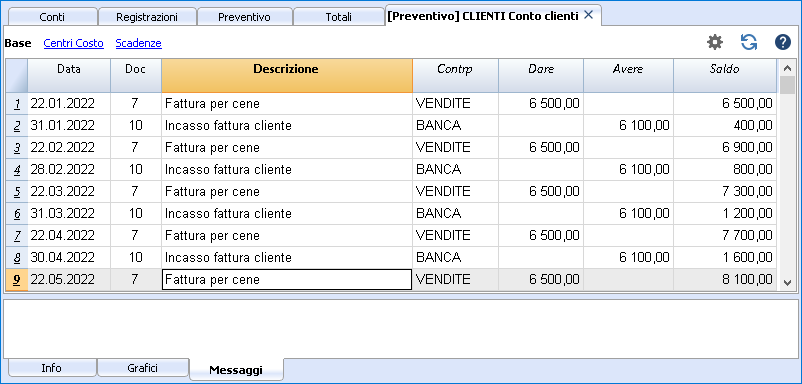 Conti Registrazioni Preventivo Totali [Preventivo] CLIENTI Conto clienti
Base Centri Costo Scadenze
Data Doc Descrizione Contrp Dare Avere Saldo
1 22.01.2022 7 Fattura per cene VENDITE 6 500,00 6 500,00
2 31.01.2022 10 Incasso fattura cliente BANCA 6 100,00 400,00
3 22.02.2022 7 Fattura per cene VENDITE 6 500,00 6 900,00
4 28.02.2022 10 Incasso fattura cliente BANCA 6 100,00 800,00
5 22.03.2022 7 Fattura per cene VENDITE 6 500,00 7 300,00
6 31.03.2022 10 Incasso fattura cliente BANCA 6 100,00 1 200,00
7 22.04.2022 7 Fattura per cene VENDITE 6 500,00 7 700,00
8 30.04.2022 10 Incasso fattura cliente BANCA 6 100,00 1 600,00
9 22.05.2022 7 Fattura per cene VENDITE 6 500,00 8 100,00
Info Grafici Messaggi